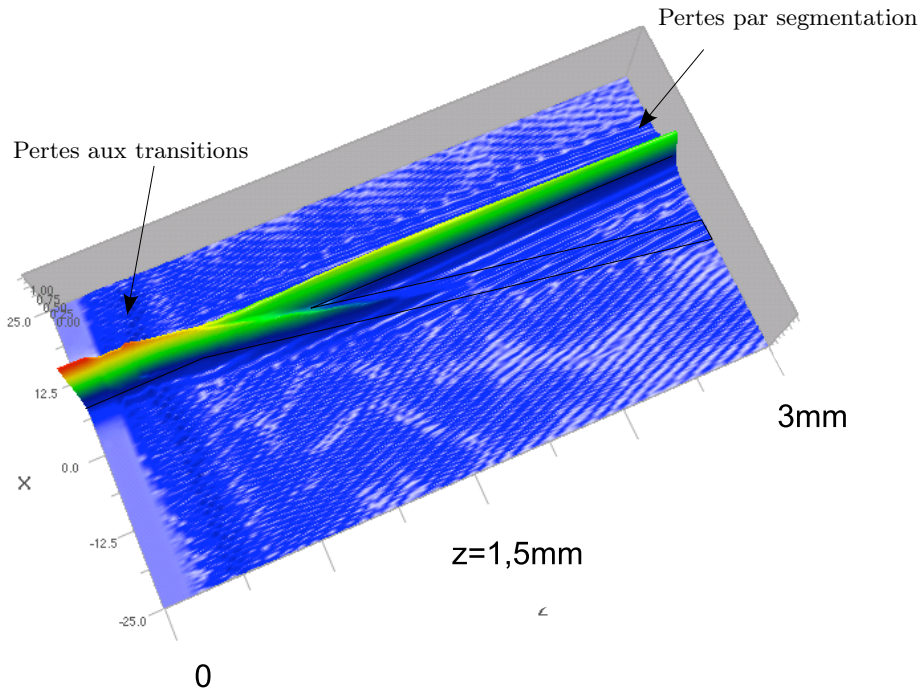 Pertes par segmentation
Pertes aux transitions
1.00
0.75
0.50
0.25
0.00
25.0
12.5
0.0
-12.5
-25.0
X
3mm
z=1,5mm
z
0